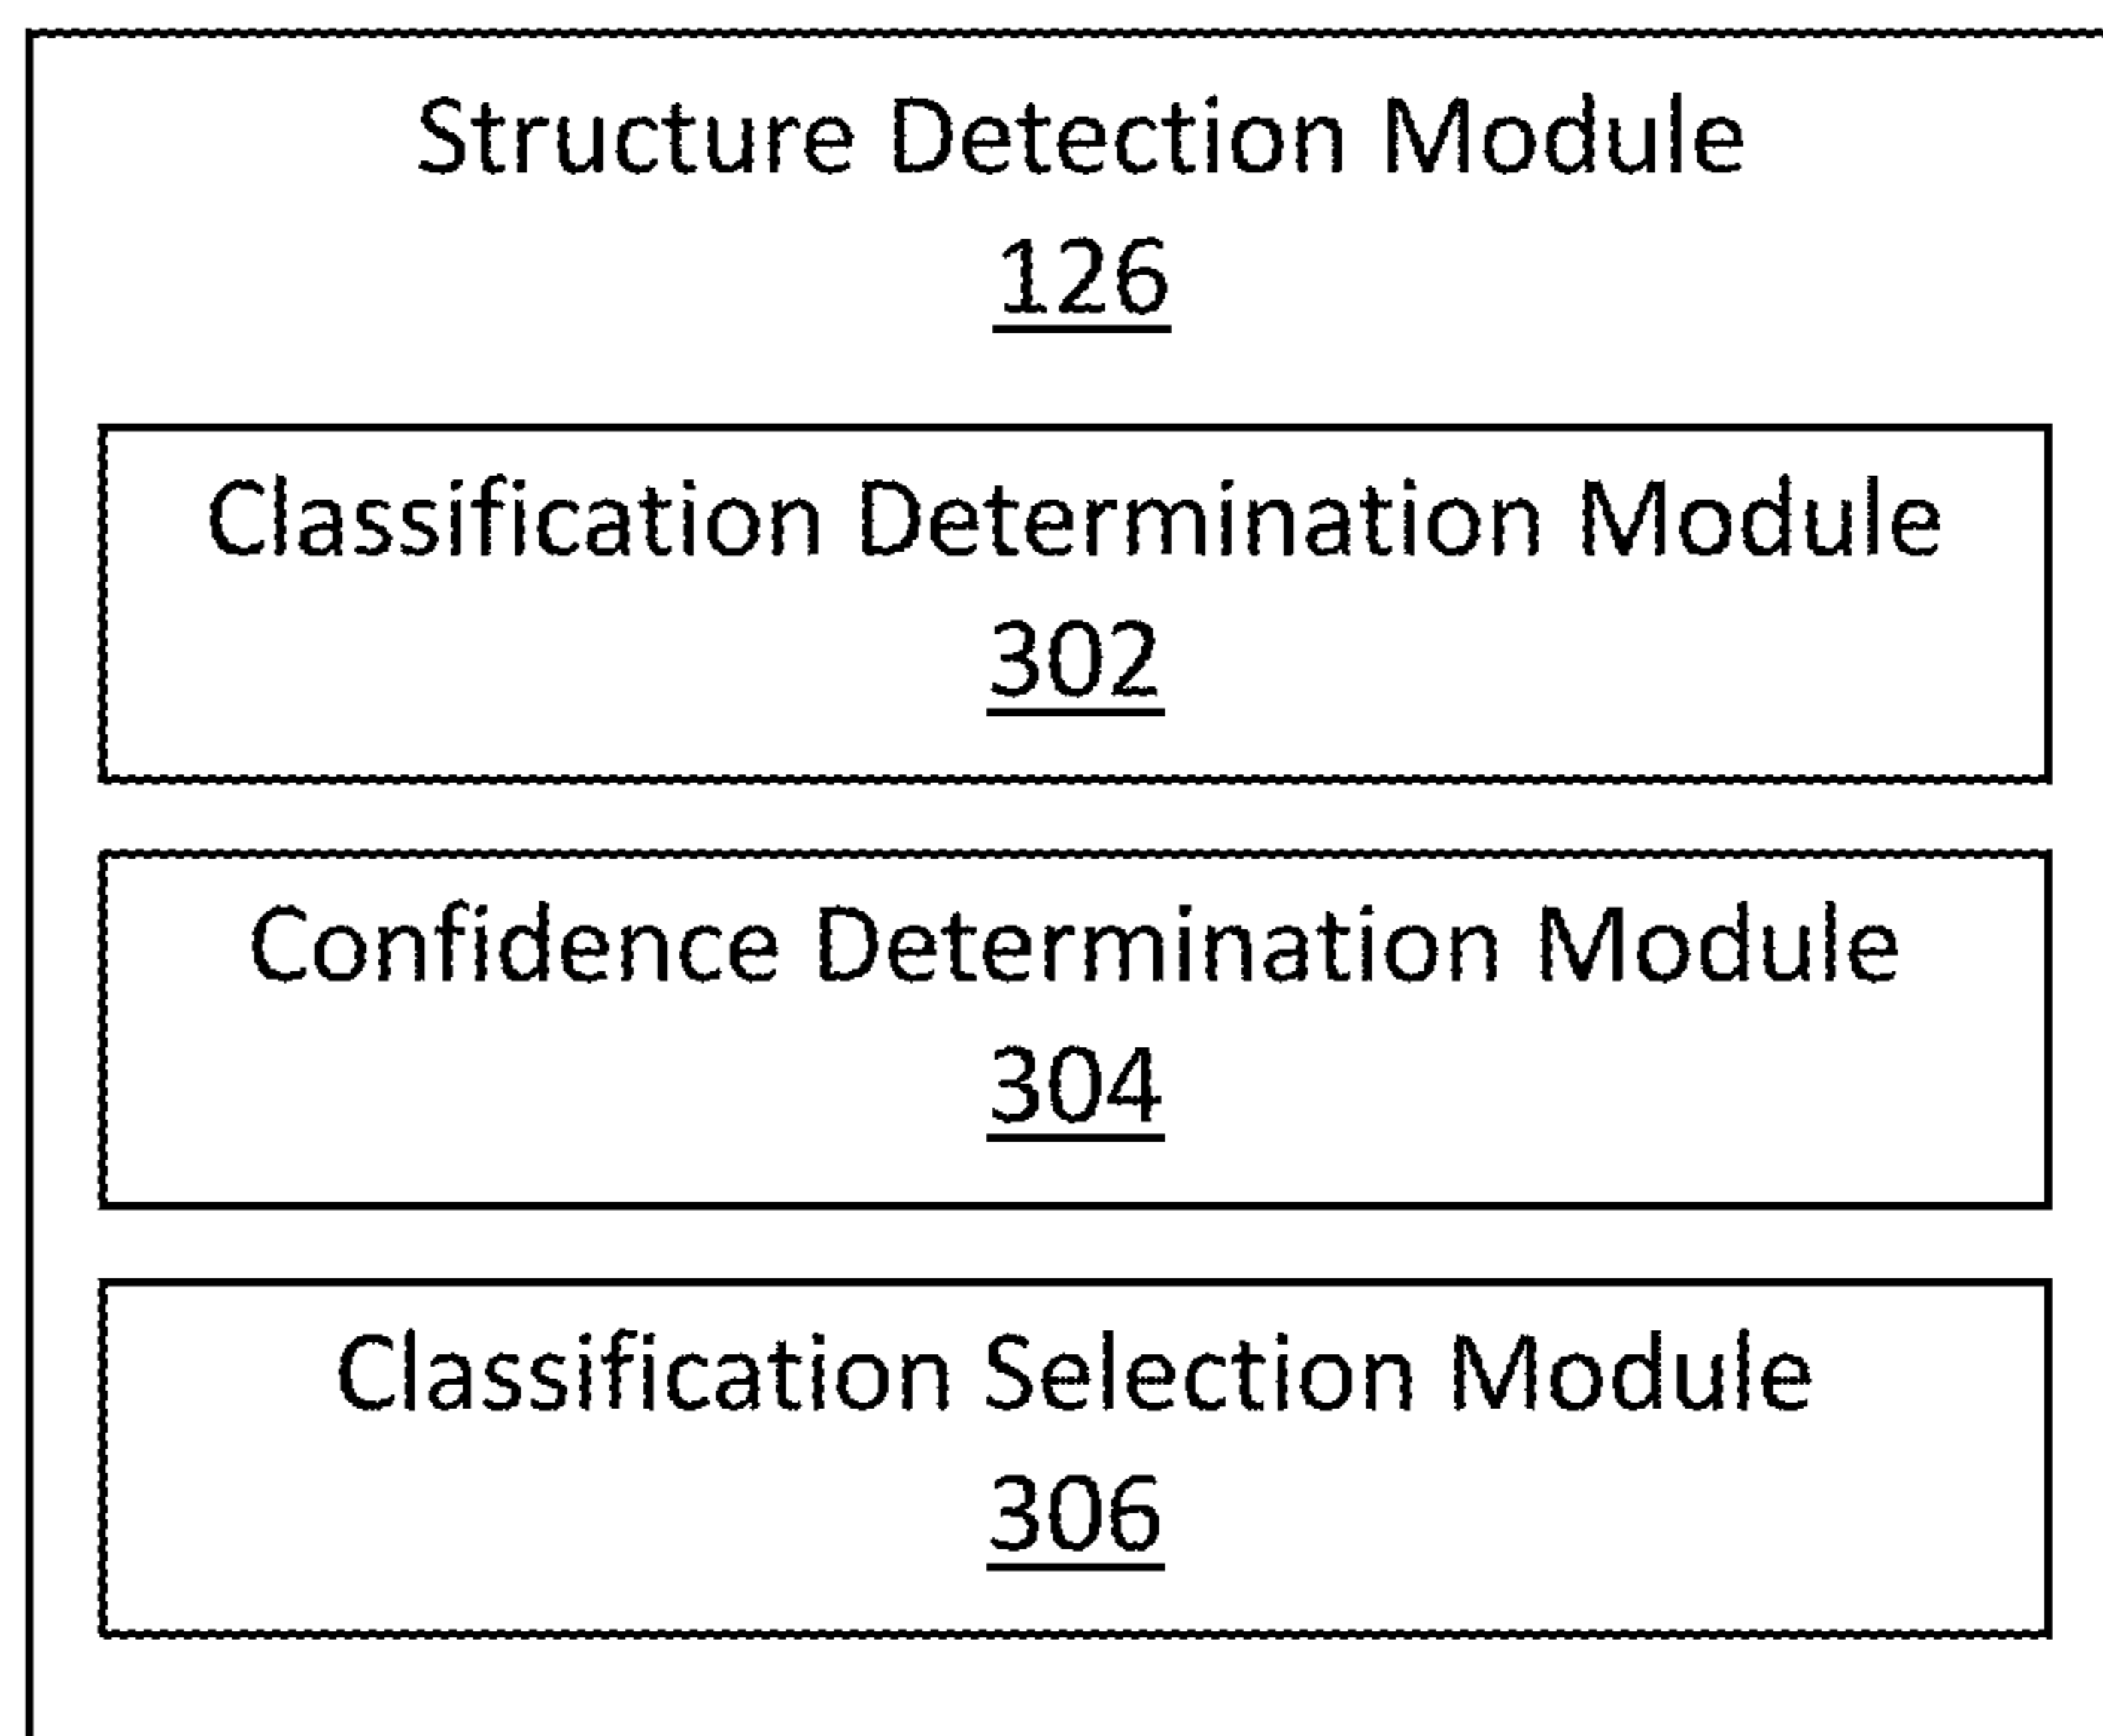 Structure Detection Module
126
Classification Determination Module
302
Confidence Determination Module
304
Classification Selection Module
306